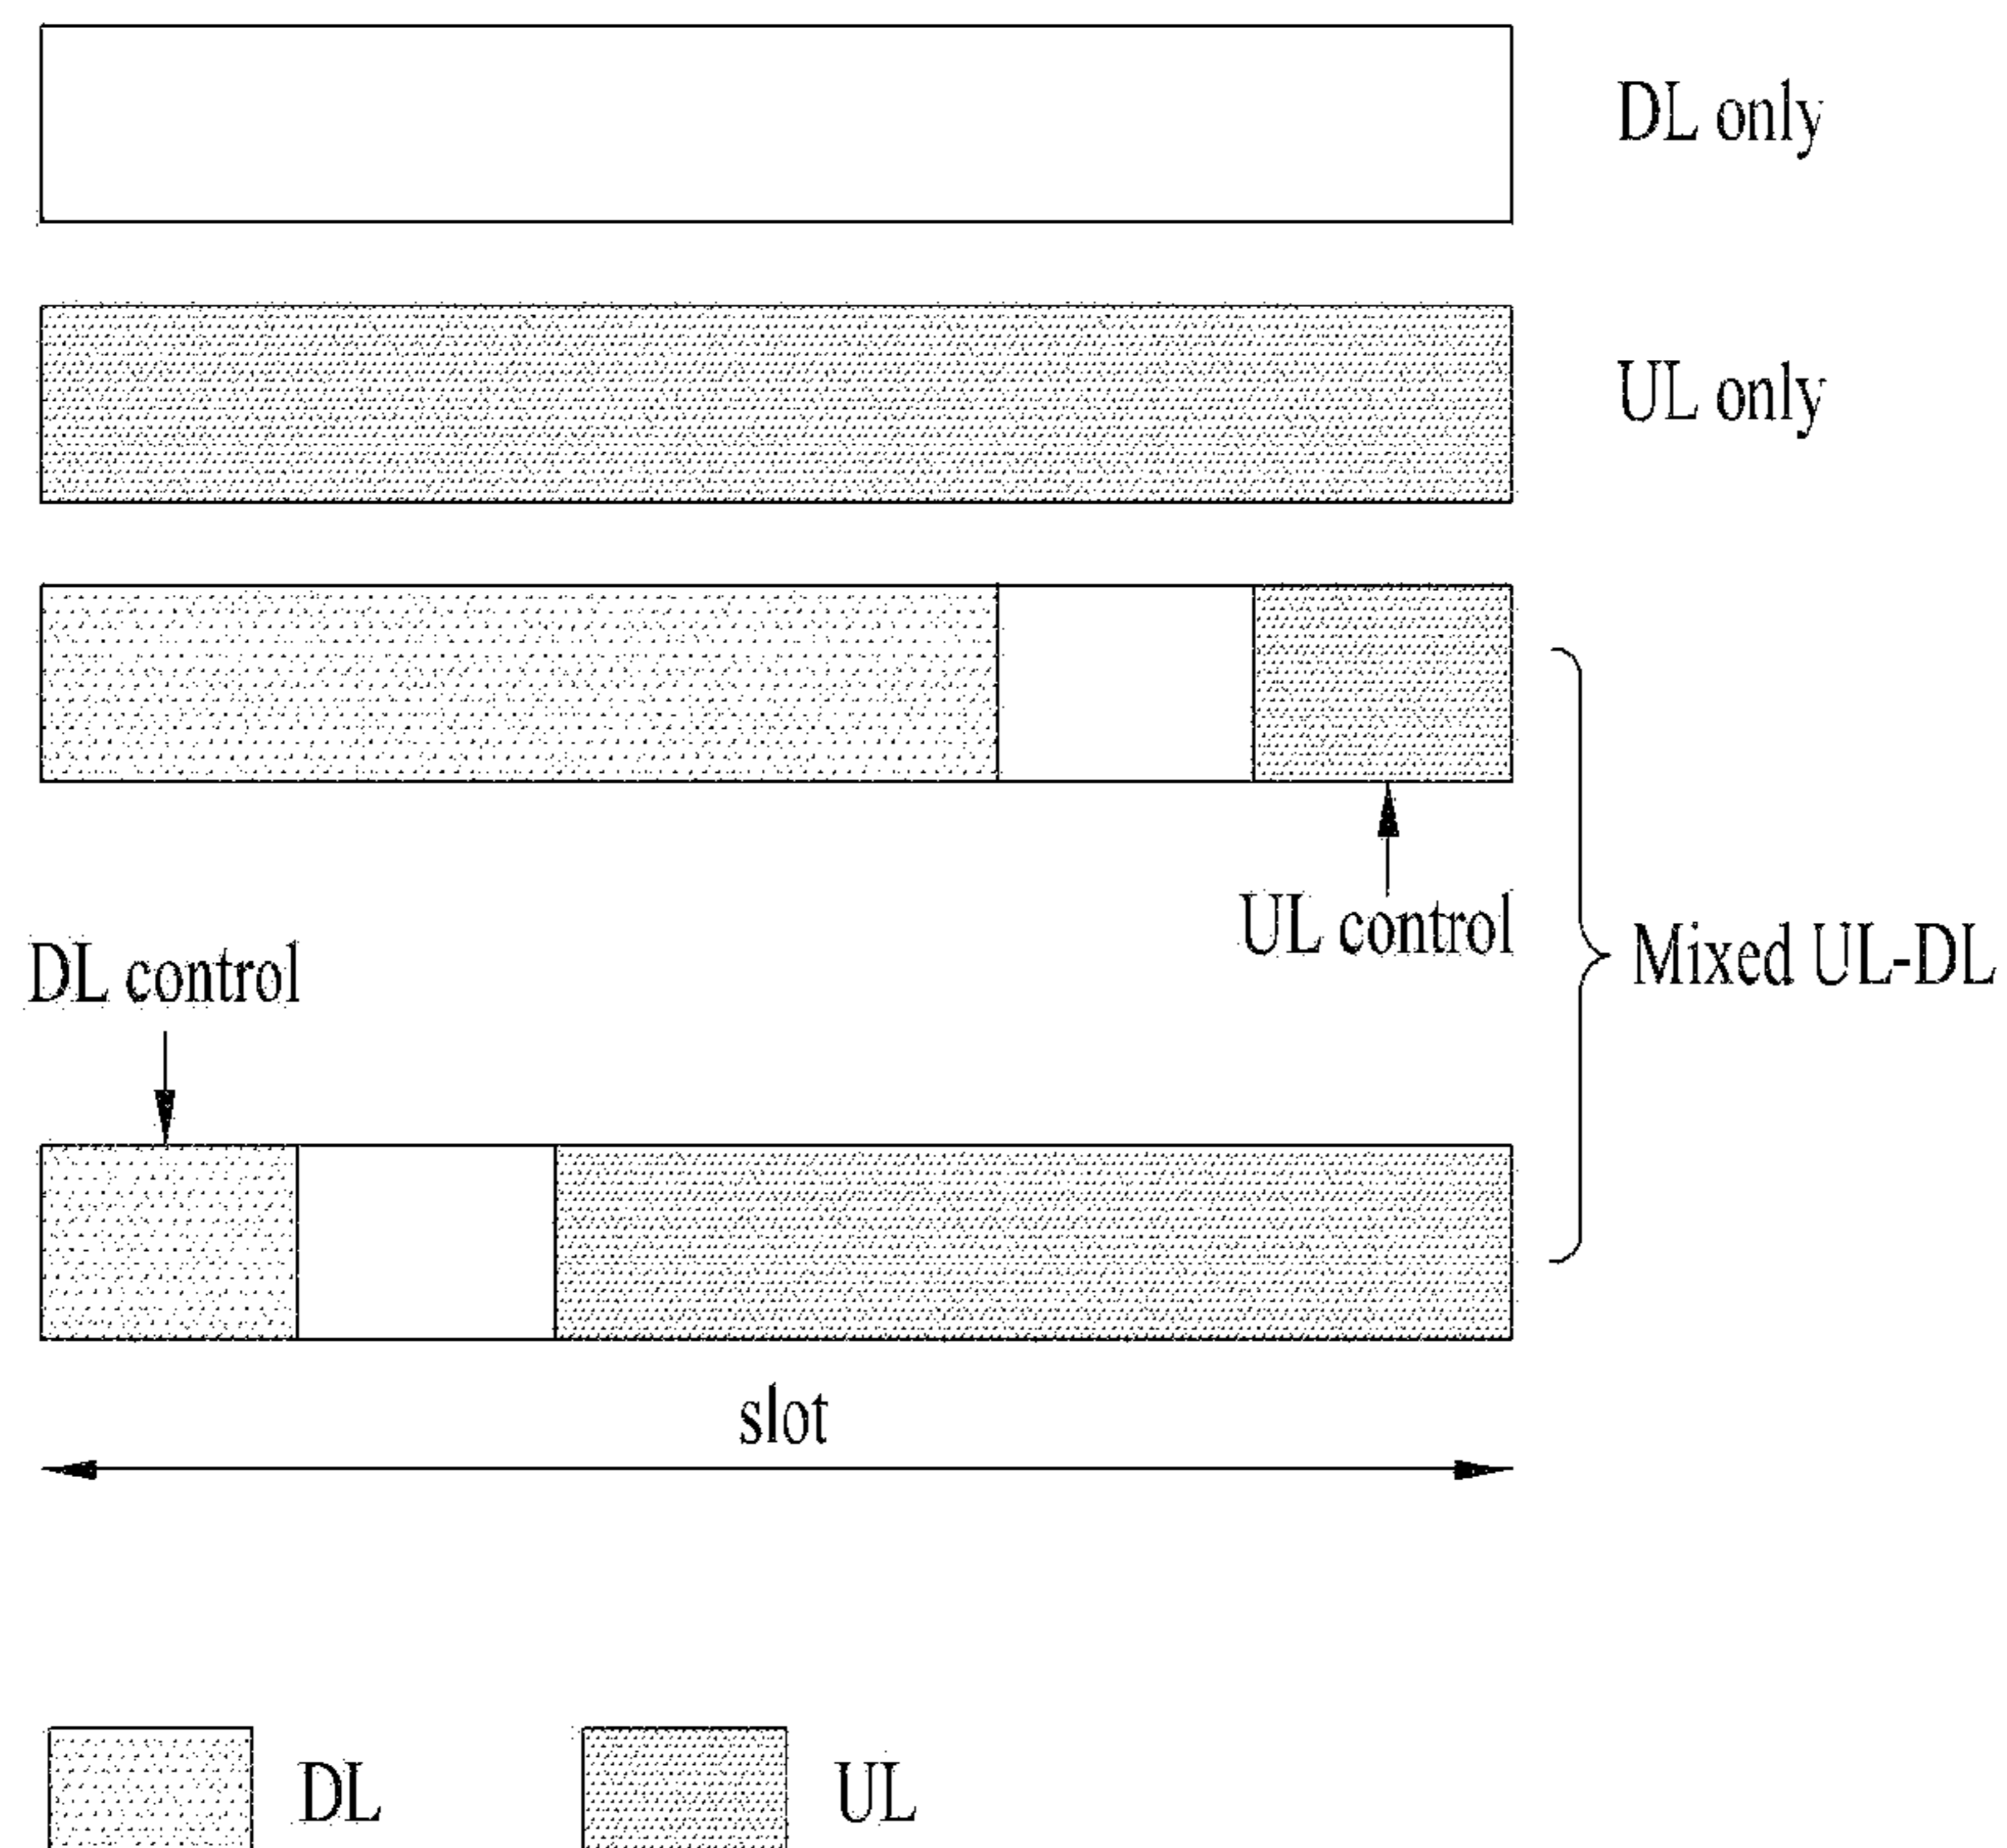 DL only
UL only
UL control
DL control
Mixed UL-DL
slot
DL
UL